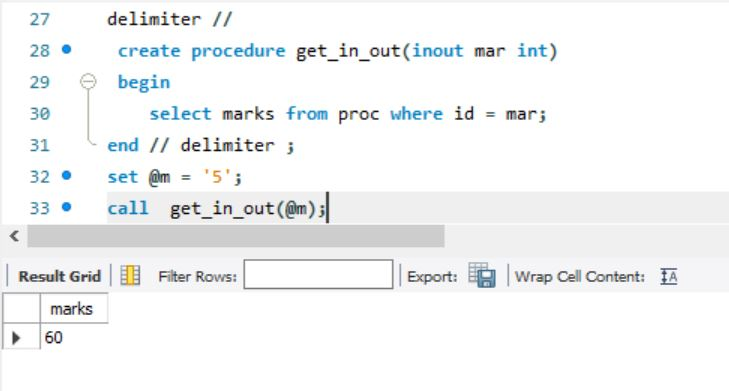 27 delimiter //
28 create procedure get_in_out(inout mar int)
29 begin
30 select marks from proc where id = mar;
31 end // delimiter ;
32 set @m = '5';
33 call  get_in_out(@m);
Result Grid Filter Rows: Export: Wrap Cell Content: IA
marks
60